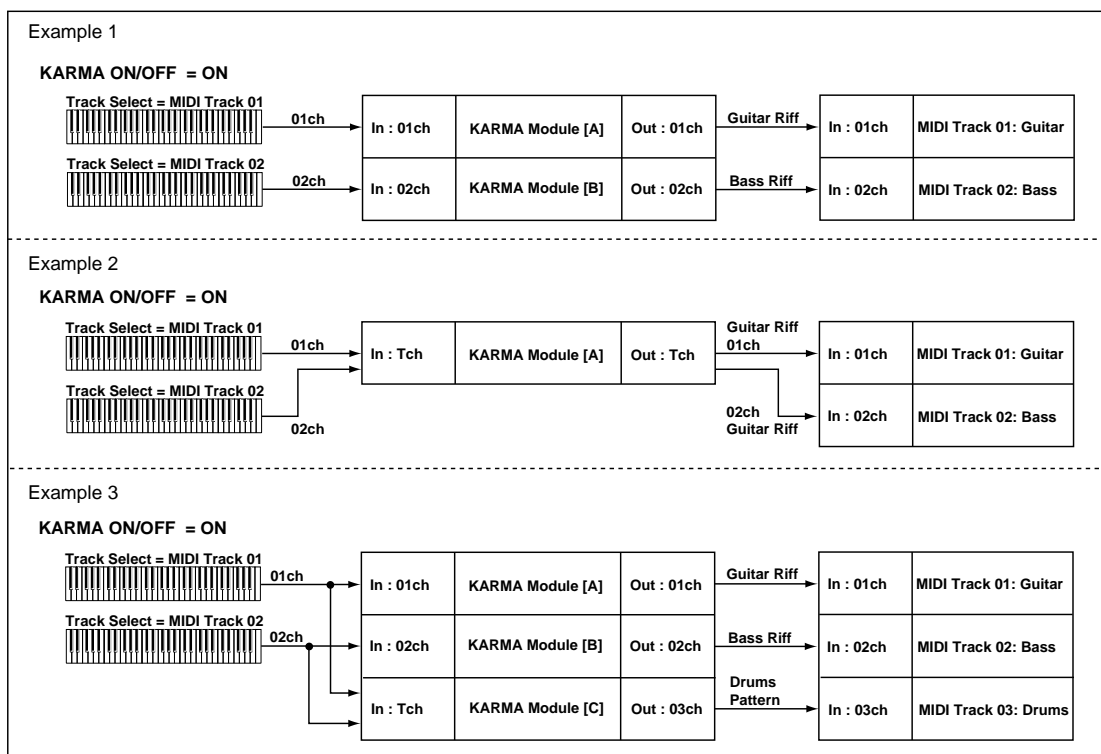 Example 1
KARMA ON/OFF = ON
Track Select = MIDI Track 01
01ch
In : 01ch
KARMA Module [A]
Out : 01ch
Guitar Riff
In : 01ch
MIDI Track 01: Guitar
Track Select = MIDI Track 02
02ch
In : 02ch
KARMA Module [B]
Out : 02ch
Bass Riff
In : 02ch
MIDI Track 02: Bass
Example 2
KARMA ON/OFF = ON
Track Select = MIDI Track 01
01ch
In : Tch
KARMA Module [A]
Out : Tch
Guitar Riff
01ch
In : 01ch
MIDI Track 01: Guitar
Track Select = MIDI Track 02
02ch
02ch
Guitar Riff
In : 02ch
MIDI Track 02: Bass
Example 3
KARMA ON/OFF = ON
Track Select = MIDI Track 01
01ch
In : 01ch
KARMA Module [A]
Out : 01ch
Guitar Riff
In : 01ch
MIDI Track 01: Guitar
Track Select = MIDI Track 02
02ch
In : 02ch
KARMA Module [B]
Out : 02ch
Bass Riff
In : 02ch
MIDI Track 02: Bass
In : Tch
KARMA Module [C]
Out : 03ch
Drums
Pattern
In : 03ch
MIDI Track 03: Drums